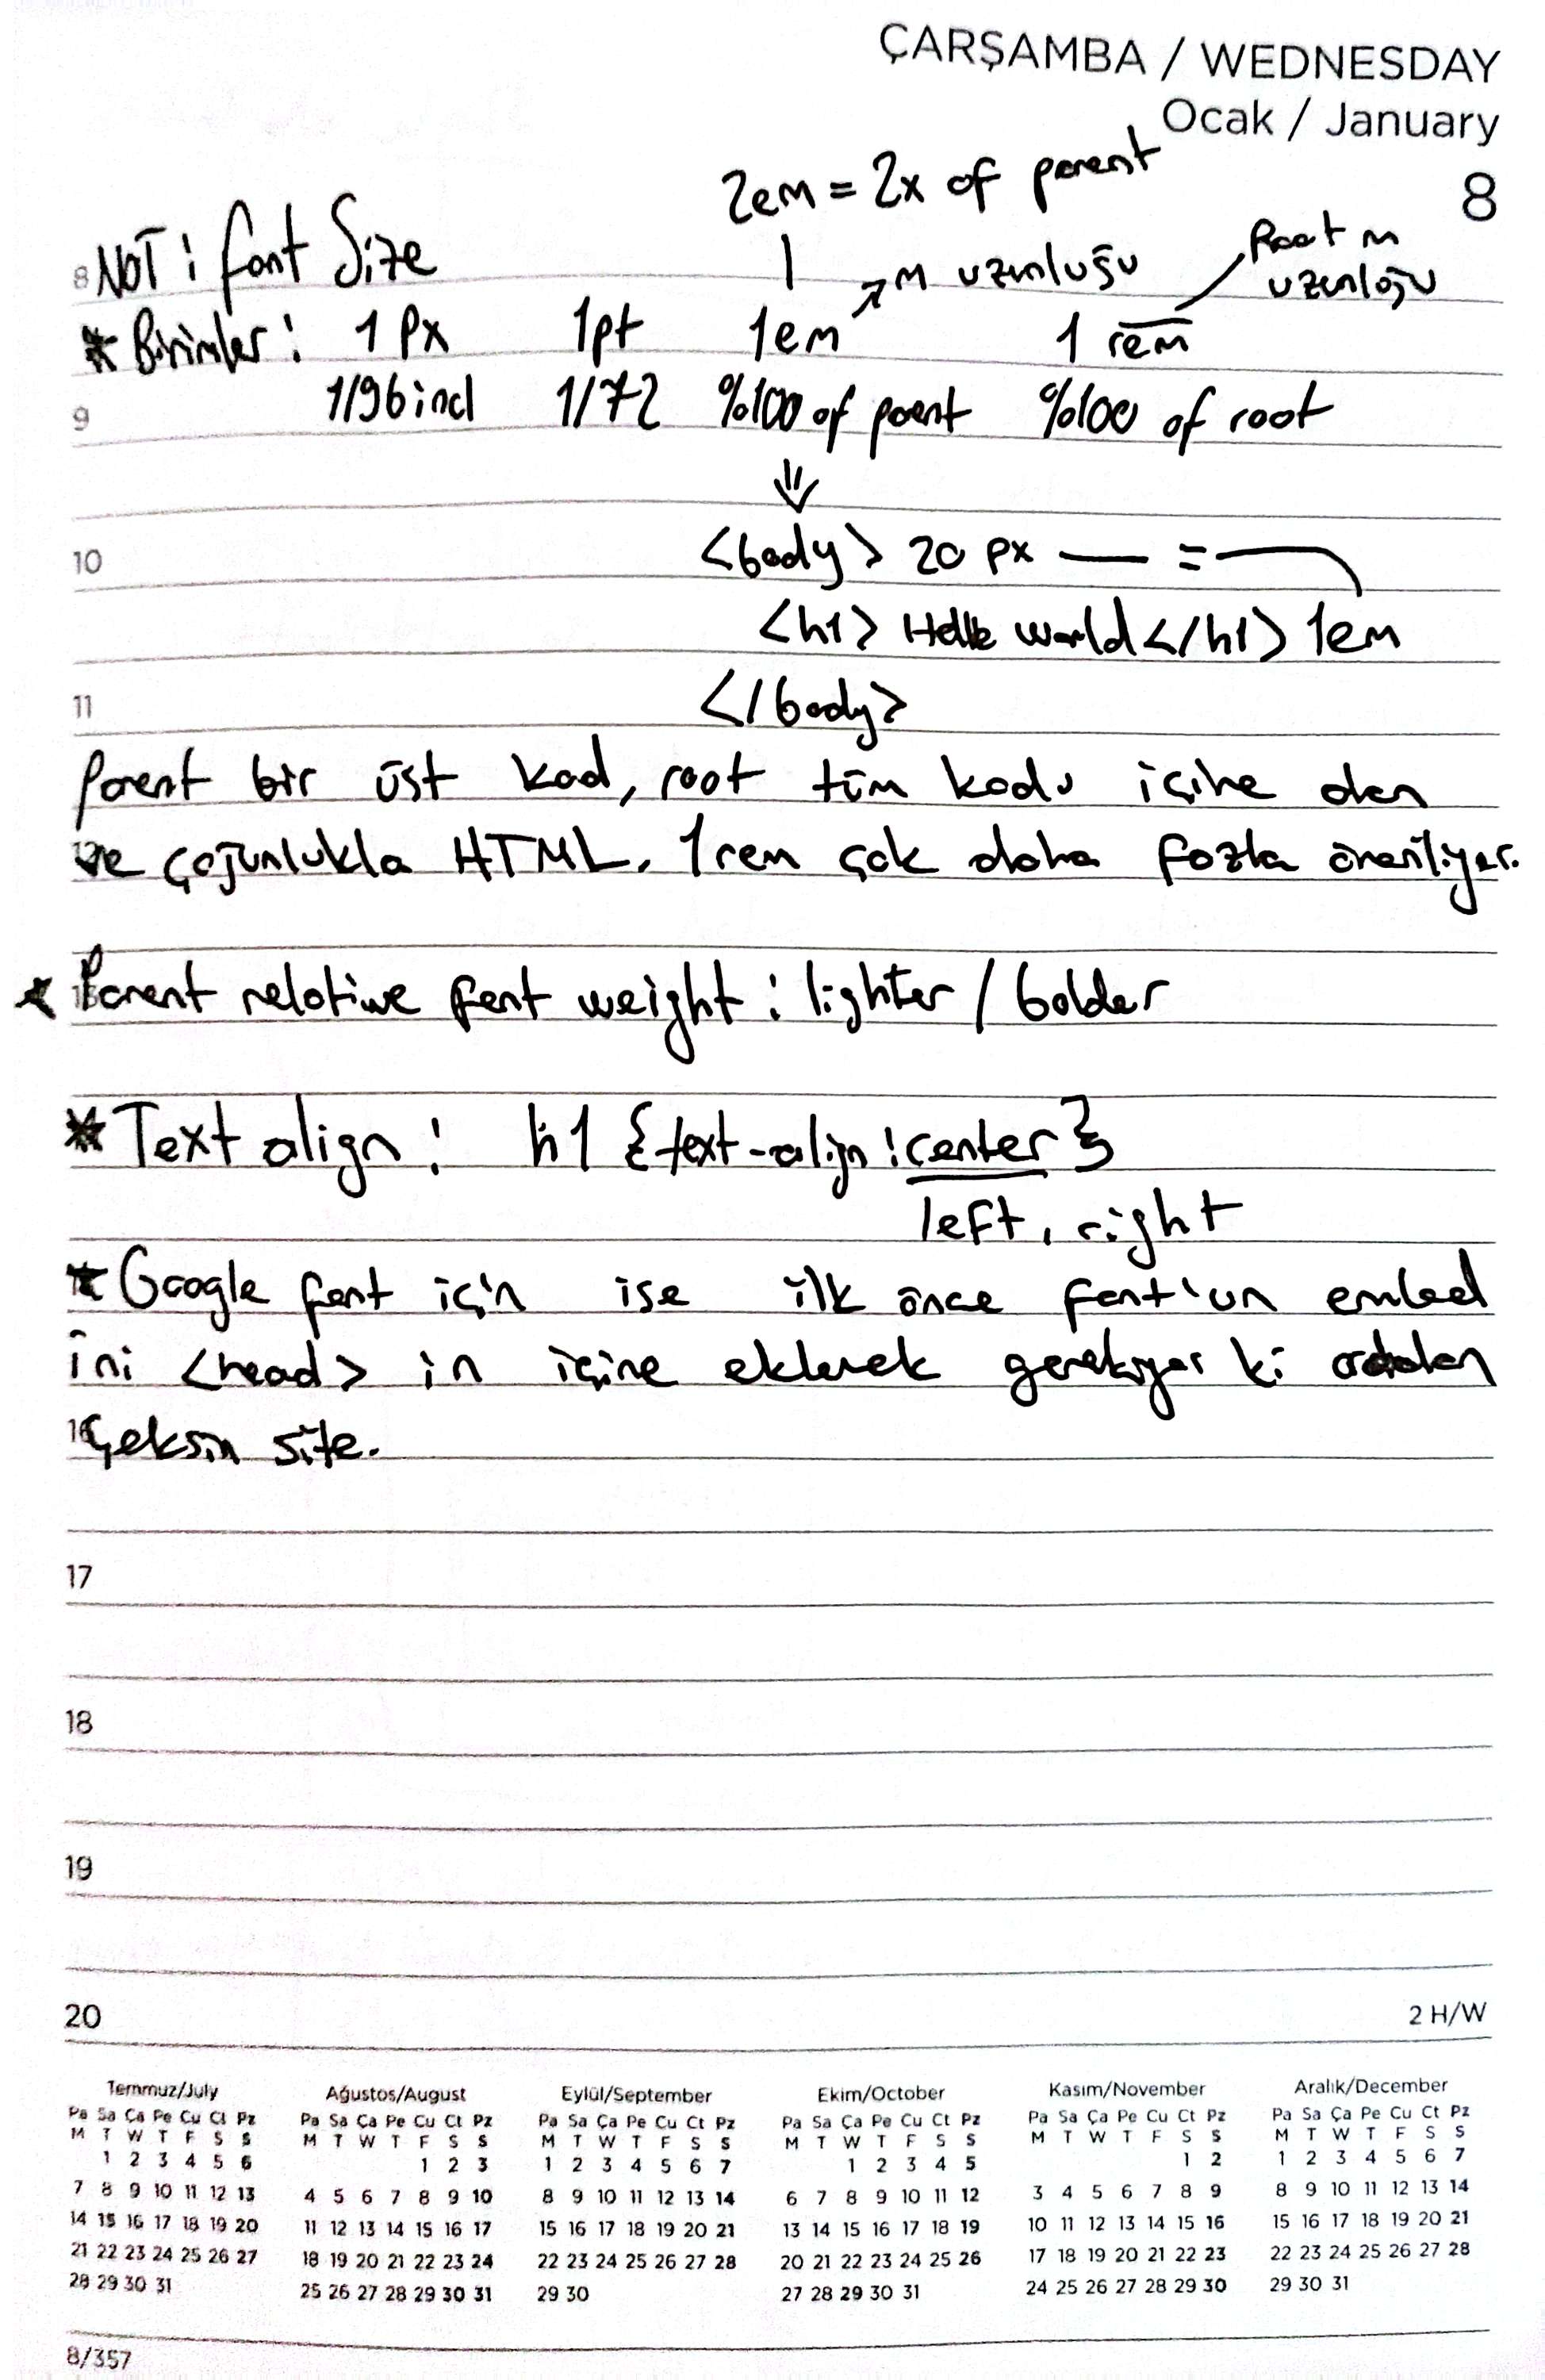 ÇARŞAMBA / WEDNESDAY
Ocak / January
8
2em = 2x of parent
8 NOT: font Size
m uzunluğu
Root m
uzunluğu
* Birimler: 1 px 1pt 1em 1 rem
9 1/96 incl 1/72 %100 of parent %100 of root
10 <body> 20 px — =
<h1> Hello world</h1> 1em
11 </body>
Parent bir üst kod, root tüm kodu içine alan
ve çoğunlukla HTML. 1rem çok daha fazla öneriliyor.
* Parent relative font weight: lighter / bolder
* Text align: h1 {text-align:center}
left, right
* Google font için ise ilk önce font'un embed
ini <head> in içine eklemek gerekiyor ki oradan
16 Çeksin site.
17
18
19
20 2 H/W
Temmuz/July Ağustos/August Eylül/September Ekim/October Kasım/November Aralık/December
Pa Sa Ça Pe Cu Ct Pz Pa Sa Ça Pe Cu Ct Pz Pa Sa Ça Pe Cu Ct Pz Pa Sa Ça Pe Cu Ct Pz Pa Sa Ça Pe Cu Ct Pz Pa Sa Ça Pe Cu Ct Pz
M T W T F S S M T W T F S S M T W T F S S M T W T F S S M T W T F S S M T W T F S S
1 2 3 4 5 6 1 2 3 1 2 3 4 5 6 7 1 2 3 4 5 1 2 1 2 3 4 5 6 7
7 8 9 10 11 12 13 4 5 6 7 8 9 10 8 9 10 11 12 13 14 6 7 8 9 10 11 12 3 4 5 6 7 8 9 8 9 10 11 12 13 14
14 15 16 17 18 19 20 11 12 13 14 15 16 17 15 16 17 18 19 20 21 13 14 15 16 17 18 19 10 11 12 13 14 15 16 15 16 17 18 19 20 21
21 22 23 24 25 26 27 18 19 20 21 22 23 24 22 23 24 25 26 27 28 20 21 22 23 24 25 26 17 18 19 20 21 22 23 22 23 24 25 26 27 28
28 29 30 31 25 26 27 28 29 30 31 29 30 27 28 29 30 31 24 25 26 27 28 29 30 29 30 31
8/357